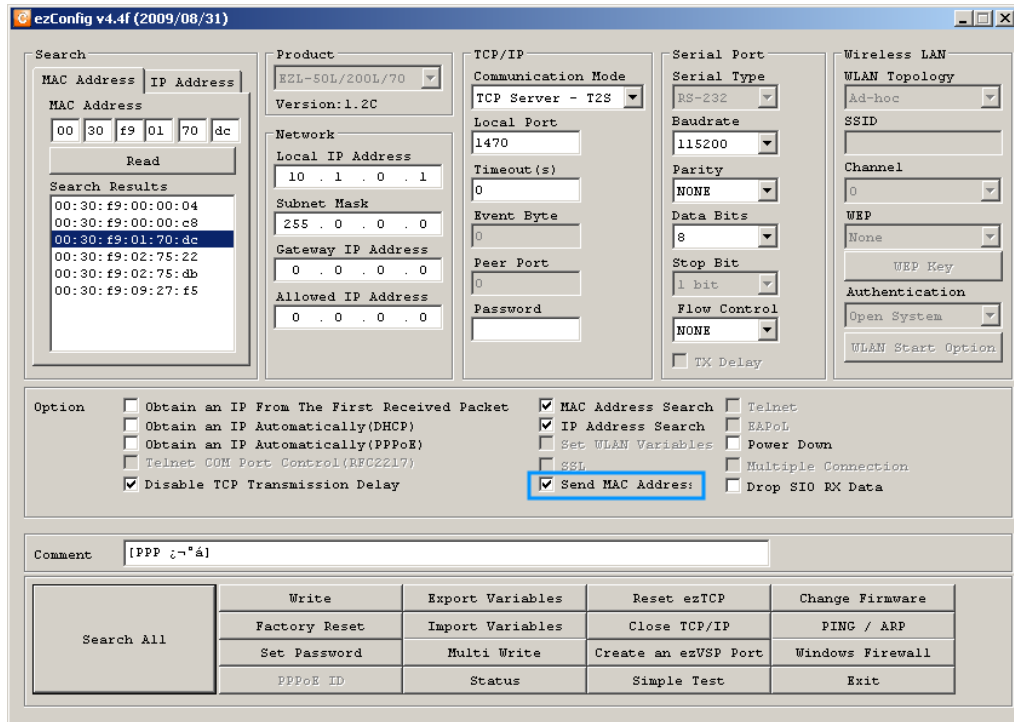 ezConfig v4.4f (2009/08/31)
Search
MAC Address
IP Address
MAC Address
00 30 f9 01 70 dc
Read
Search Results
00:30:f9:00:00:04
00:30:f9:00:00:c8
00:30:f9:01:70:dc
00:30:f9:02:75:22
00:30:f9:02:75:db
00:30:f9:09:27:f5
Product
EZL-50L/200L/70
Version:1.2C
Network
Local IP Address
10 . 1 . 0 . 1
Subnet Mask
255 . 0 . 0 . 0
Gateway IP Address
0 . 0 . 0 . 0
Allowed IP Address
0 . 0 . 0 . 0
TCP/IP
Communication Mode
TCP Server - T2S
Local Port
1470
Timeout(s)
0
Event Byte
0
Peer Port
0
Password
Serial Port
Serial Type
RS-232
Baudrate
115200
Parity
NONE
Data Bits
8
Stop Bit
1 bit
Flow Control
NONE
TX Delay
Wireless LAN
WLAN Topology
Ad-hoc
SSID
Channel
0
WEP
None
WEP Key
Authentication
Open System
WLAN Start Option
Option
Obtain an IP From The First Received Packet
Obtain an IP Automatically(DHCP)
Obtain an IP Automatically(PPPoE)
Telnet COM Port Control(RFC2217)
Disable TCP Transmission Delay
MAC Address Search
IP Address Search
Set WLAN Variables
SSL
Send MAC Address
Telnet
EAPoL
Power Down
Multiple Connection
Drop SIO RX Data
Comment
[PPP ¿¬°á]
Search All
Write
Export Variables
Reset ezTCP
Change Firmware
Factory Reset
Import Variables
Close TCP/IP
PING / ARP
Set Password
Multi Write
Create an ezVSP Port
Windows Firewall
PPPoE ID
Status
Simple Test
Exit